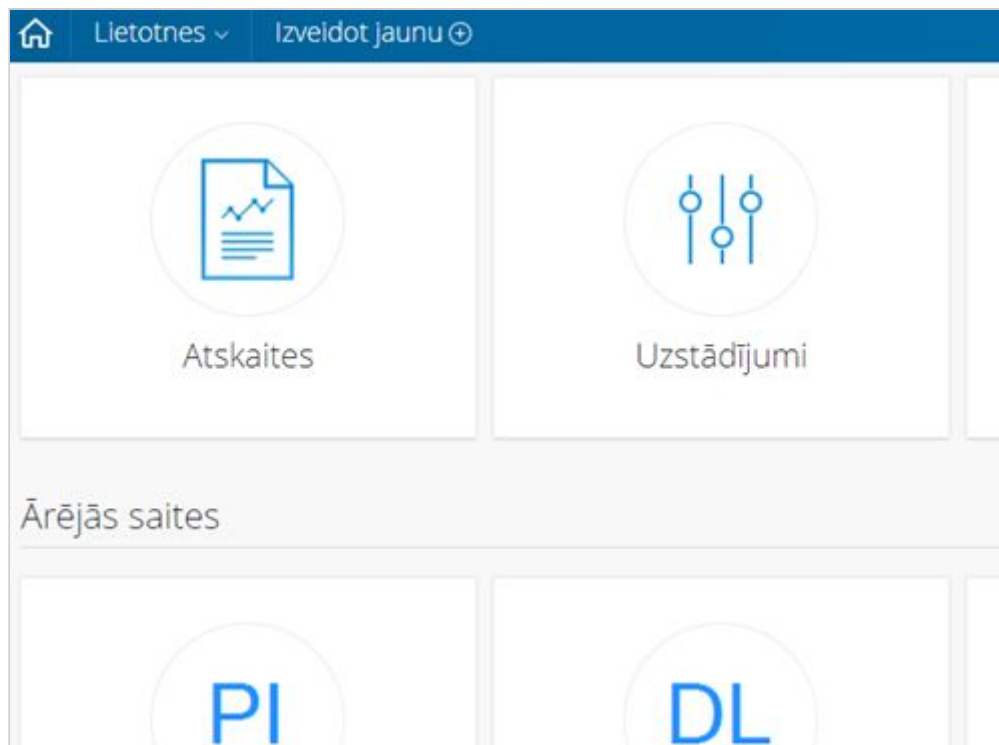 Lietotnes Izveidot jaunu
Atskaites Uzstādījumi
Ārējās saites
PI DL